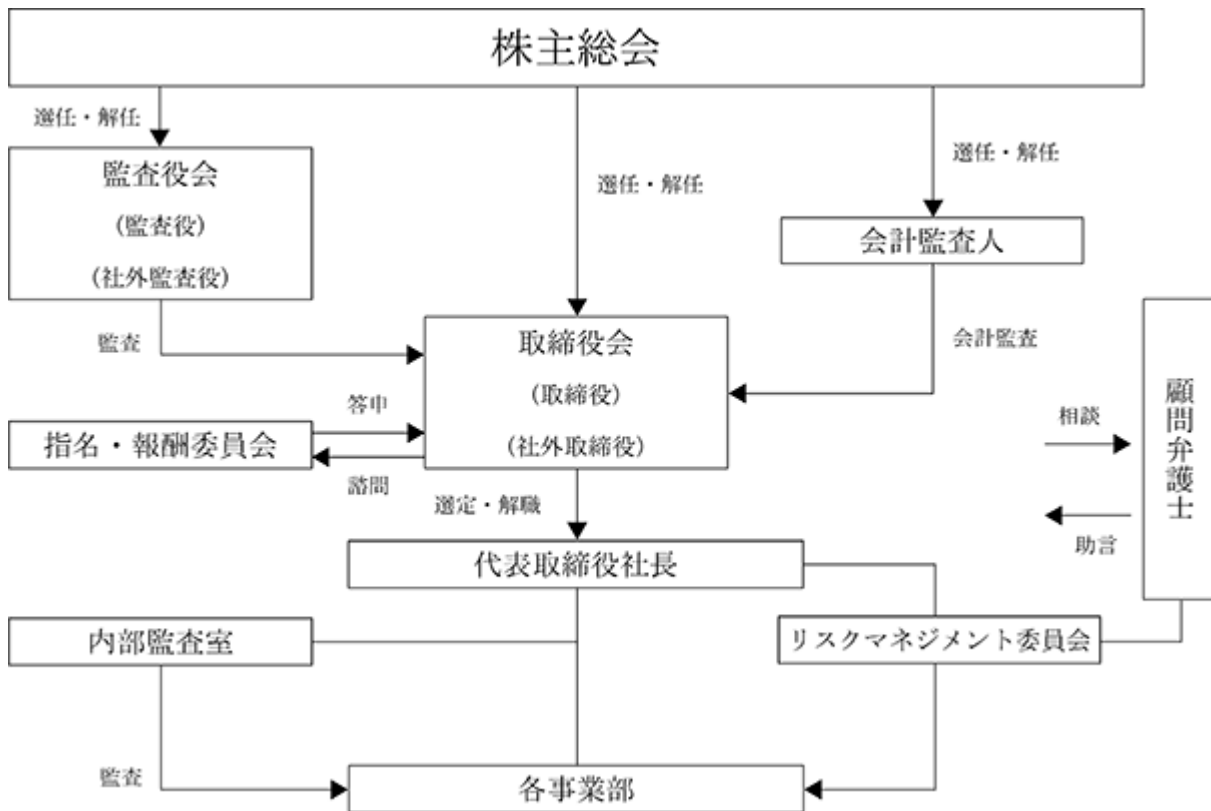 株主総会
選任・解任
選任・解任
選任・解任
監査役会
(監査役)
(社外監査役)
会計監査人
監査
会計監査
取締役会
(取締役)
(社外取締役)
答申
指名・報酬委員会
諮問
選定・解職
相談
助言
顧問弁護士
代表取締役社長
内部監査室
リスクマネジメント委員会
監査
各事業部